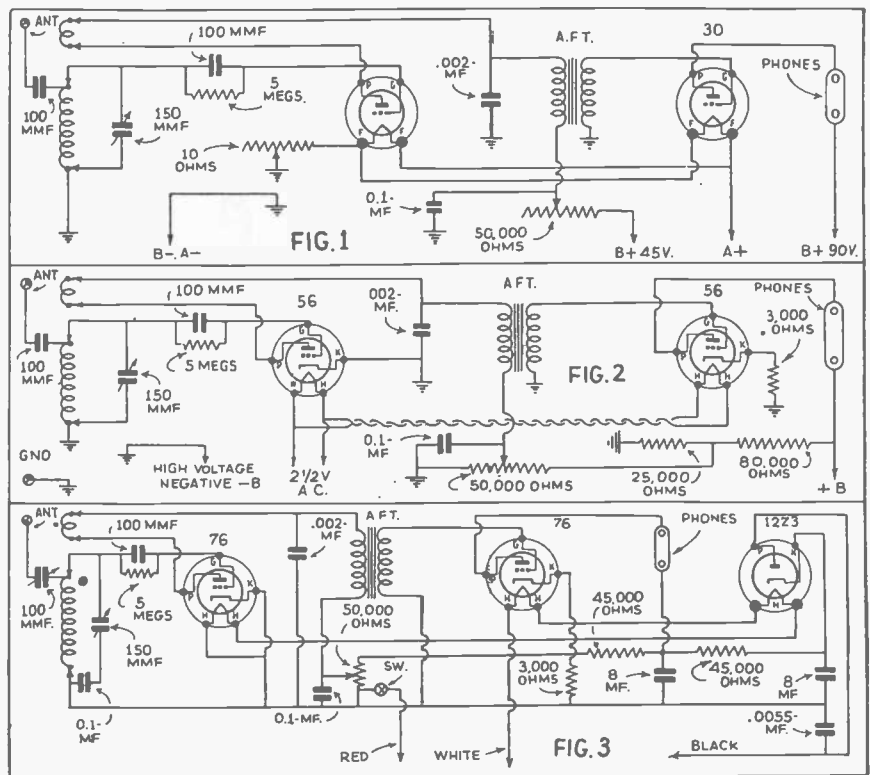 ANT
100 MMF
A.F.T.
30
.002-
MF
PHONES
P
G
P
G
100
MMF
150
MMF
5
MEGS.
10
OHMS
F
F
F
F
0.1-
MF
50,000
OHMS
B-, A-
FIG.1
B+45V.
A+
B+90V.
ANT
100 MMF
56
002-
MF.
A F T.
56
PHONES
3,000
OHMS
G
G
100
MMF
150
MMF
5 MEGS
P
K
P
K
H
H
H
H
FIG.2
GND
HIGH VOLTAGE
NEGATIVE -B
2½V
A C.
0.1-
MF
50,000 OHMS
25,000
OHMS
80,000
OHMS
+B
ANT
100 MMF
76
.002-
MF
A F T.
76
PHONES
12Z3
G
G
P
K
100
MMF.
5
MEGS
150
MMF
P
K
H
H
P
K
H
H
H
H
50,000
OHMS
45,000
OHMS
SW.
3,000
OHMS
8
MF.
45,000
OHMS
8
MF
0.1-
MF
0.1-MF.
.0055-
MF.
RED
WHITE
FIG.3
BLACK